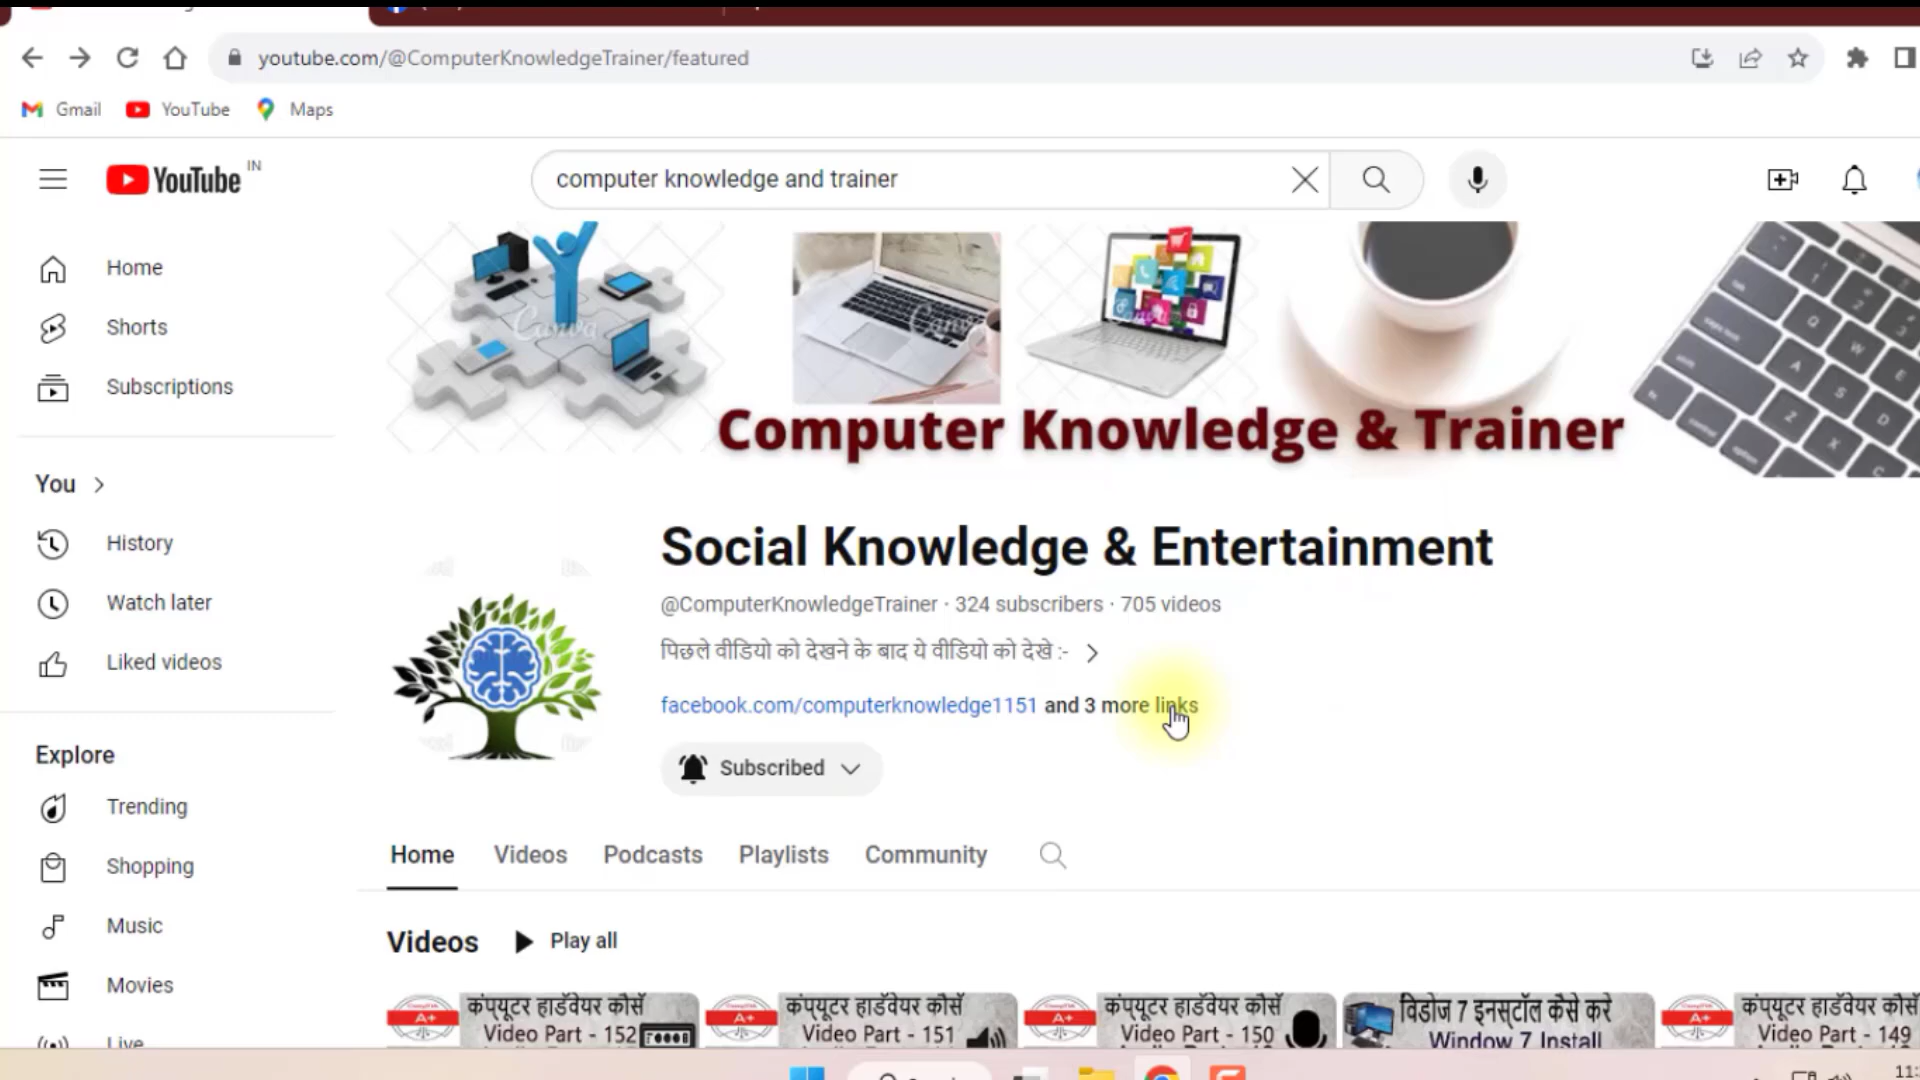 youtube.com/@ComputerKnowledgeTrainer/featured
Gmail YouTube Maps
YouTube IN
computer knowledge and trainer
Home
Shorts
Subscriptions
You
History
Watch later
Liked videos
Explore
Trending
Shopping
Music
Movies
Live
Canva
Canva
Computer Knowledge & Trainer
Social Knowledge & Entertainment
@ComputerKnowledgeTrainer · 324 subscribers · 705 videos
पिछले वीडियो को देखने के बाद ये वीडियो को देखे :-
facebook.com/computerknowledge1151 and 3 more links
Subscribed
Home Videos Podcasts Playlists Community
Videos Play all
A+ कंप्यूटर हार्डवेयर कोर्स
Video Part - 152
A+ कंप्यूटर हार्डवेयर कोर्स
Video Part - 151
A+ कंप्यूटर हार्डवेयर कोर्स
Video Part - 150
विंडोज 7 इनस्टॉल कैसे करे
Window 7 Install
A+ कंप्यूटर हार्डवेयर कोर्स
Video Part - 149